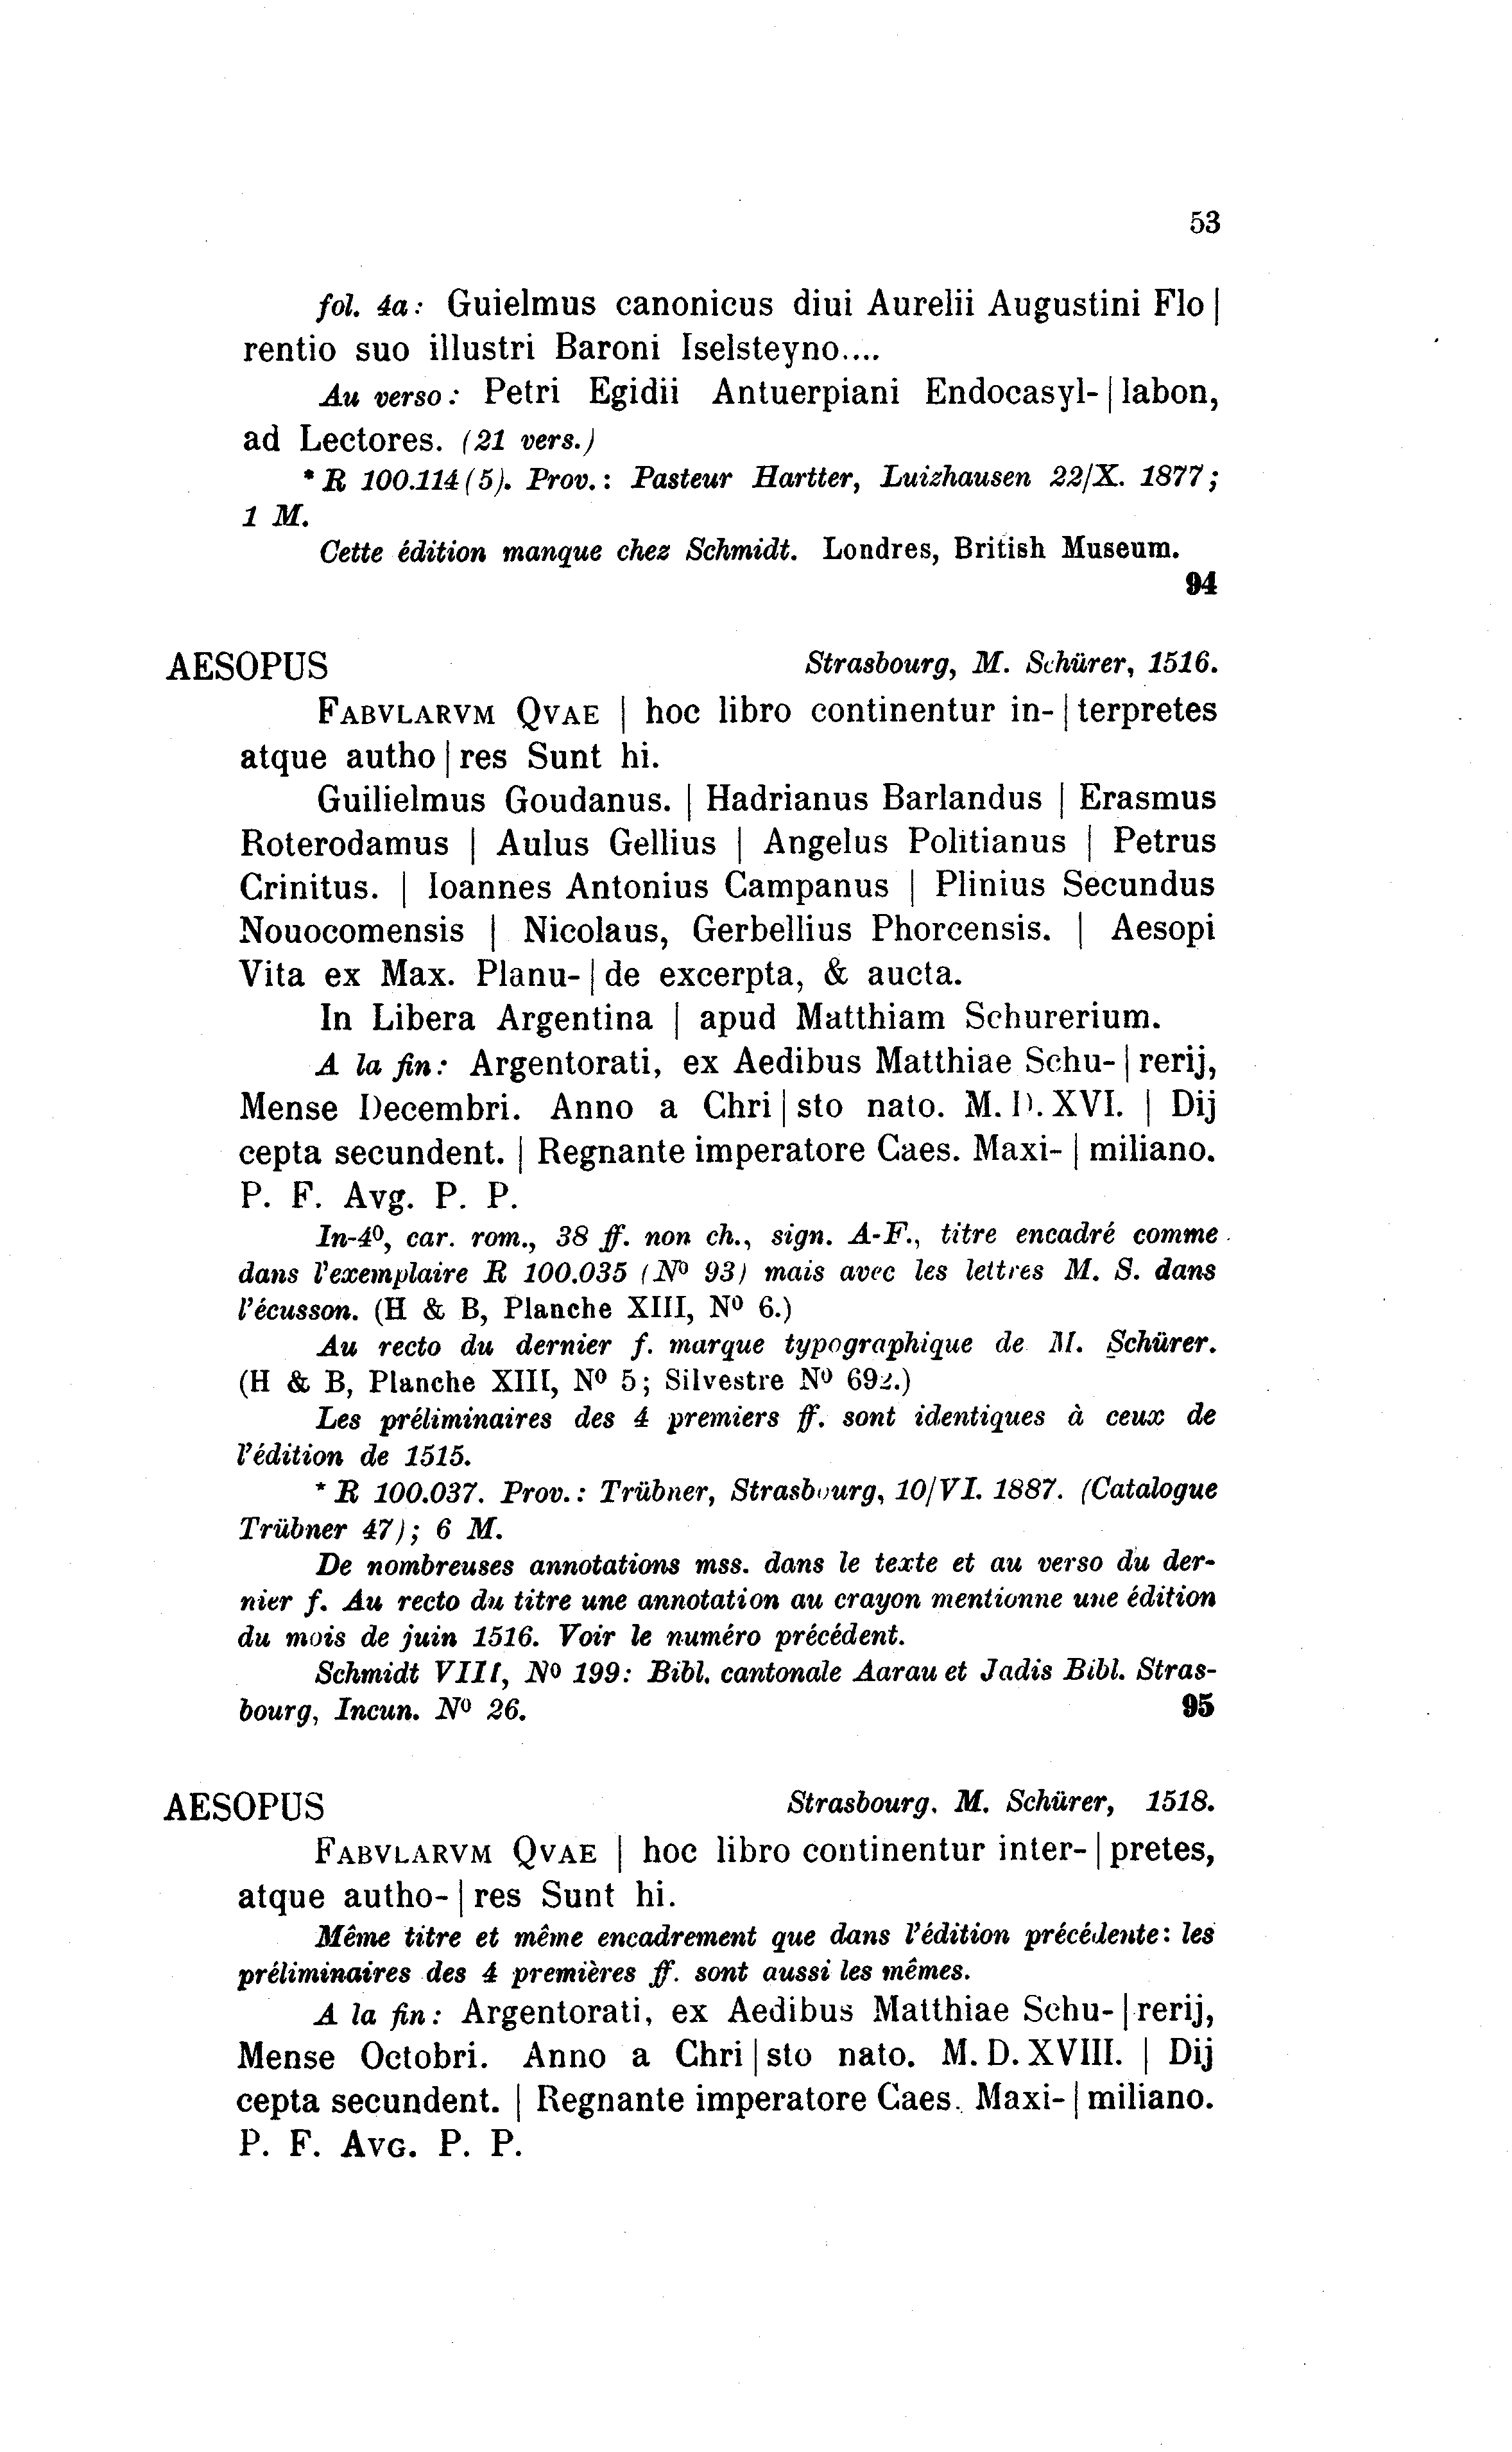 53
fol. 4a: Guielmus canonicus diui Aurelii Augustini Flo |
rentio suo illustri Baroni Iselsteyno....
Au verso: Petri Egidii Antuerpiani Endocasyl- | labon,
ad Lectores. (21 vers.)
* R 100.114 (5). Prov.: Pasteur Hartter, Luizhausen 22/X. 1877;
1 M.
Cette édition manque chez Schmidt. Londres, British Museum.
94
AESOPUS Strasbourg, M. Schürer, 1516.
FABVLARVM QVAE | hoc libro continentur in- | terpretes
atque autho | res Sunt hi.
Guilielmus Goudanus. | Hadrianus Barlandus | Erasmus
Roterodamus | Aulus Gellius | Angelus Politianus | Petrus
Crinitus. | Ioannes Antonius Campanus | Plinius Secundus
Nouocomensis | Nicolaus, Gerbellius Phorcensis. | Aesopi
Vita ex Max. Planu- | de excerpta, & aucta.
In Libera Argentina | apud Matthiam Schurerium.
A la fin: Argentorati, ex Aedibus Matthiae Schu- | rerij,
Mense Decembri. Anno a Chri | sto nato. M. D. XVI. | Dij
cepta secundent. | Regnante imperatore Caes. Maxi- | miliano.
P. F. Avg. P. P.
In-4º, car. rom., 38 ff. non ch., sign. A-F., titre encadré comme
dans l'exemplaire R 100.035 (Nº 93) mais avec les lettres M. S. dans
l'écusson. (H & B, Planche XIII, Nº 6.)
Au recto du dernier f. marque typographique de M. Schürer.
(H & B, Planche XIII, Nº 5; Silvestre Nº 692.)
Les préliminaires des 4 premiers ff. sont identiques à ceux de
l'édition de 1515.
* R 100.037. Prov.: Trübner, Strasbourg, 10/VI. 1887. (Catalogue
Trübner 47); 6 M.
De nombreuses annotations mss. dans le texte et au verso du der-
nier f. Au recto du titre une annotation au crayon mentionne une édition
du mois de juin 1516. Voir le numéro précédent.
Schmidt VIII, Nº 199: Bibl. cantonale Aarau et Jadis Bibl. Stras-
bourg, Incun. Nº 26. 95
AESOPUS Strasbourg. M. Schürer, 1518.
FABVLARVM QVAE | hoc libro continentur inter- | pretes,
atque autho- | res Sunt hi.
Même titre et même encadrement que dans l'édition précédente: les
préliminaires des 4 premières ff. sont aussi les mêmes.
A la fin: Argentorati, ex Aedibus Matthiae Schu- | rerij,
Mense Octobri. Anno a Chri | sto nato. M. D. XVIII. | Dij
cepta secundent. | Regnante imperatore Caes. Maxi- | miliano.
P. F. AVG. P. P.